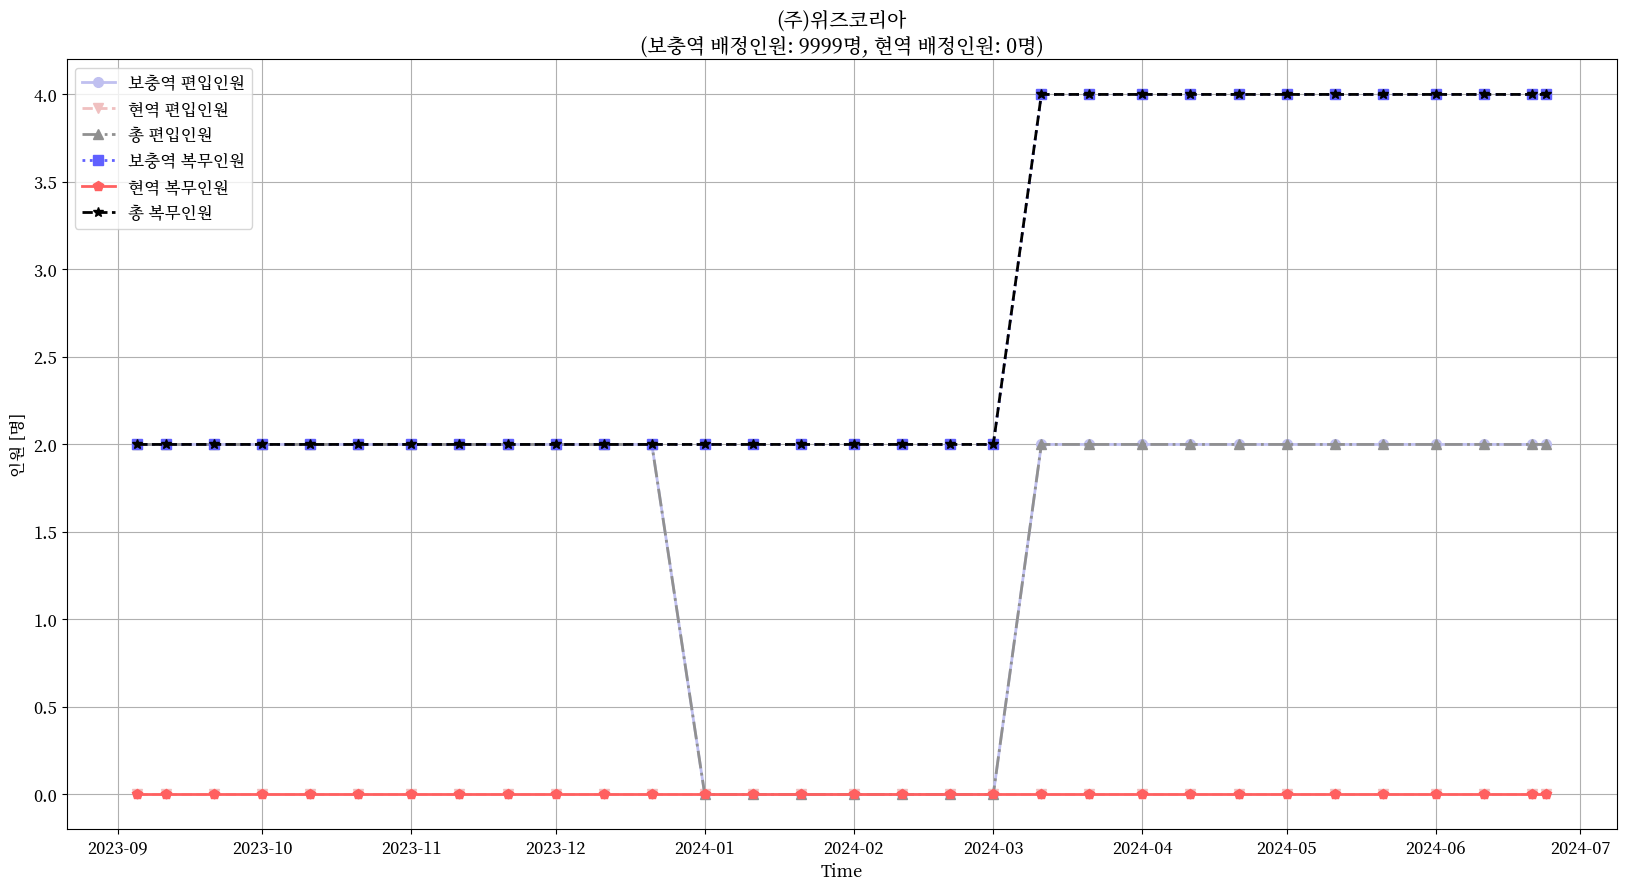 (주)위즈코리아
(보충역 배정인원: 9999명, 현역 배정인원: 0명)
보충역 편입인원
현역 편입인원
총 편입인원
보충역 복무인원
현역 복무인원
총 복무인원
4.0
3.5
3.0
2.5
2.0
1.5
1.0
0.5
0.0
인원 [명]
2023-09 2023-10 2023-11 2023-12 2024-01 2024-02 2024-03 2024-04 2024-05 2024-06 2024-07
Time